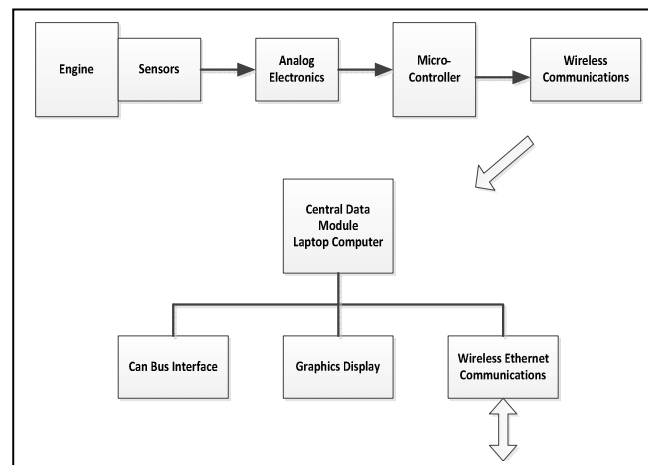 Engine
Sensors
Analog
Electronics
Micro-
Controller
Wireless
Communications
Central Data
Module
Laptop Computer
Can Bus Interface
Graphics Display
Wireless Ethernet
Communications